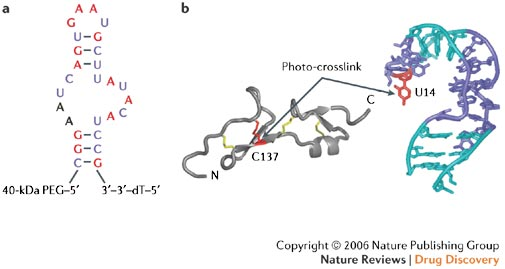 a
A A
G U
U – G
G – C
A – U
C U A U
U A
A A C
A U
G – C
G – C
C – G
40-kDa PEG–5′ 3′–3′–dT–5′
b
Photo-crosslink
C
U14
C137
N
Copyright © 2006 Nature Publishing Group
Nature Reviews | Drug Discovery